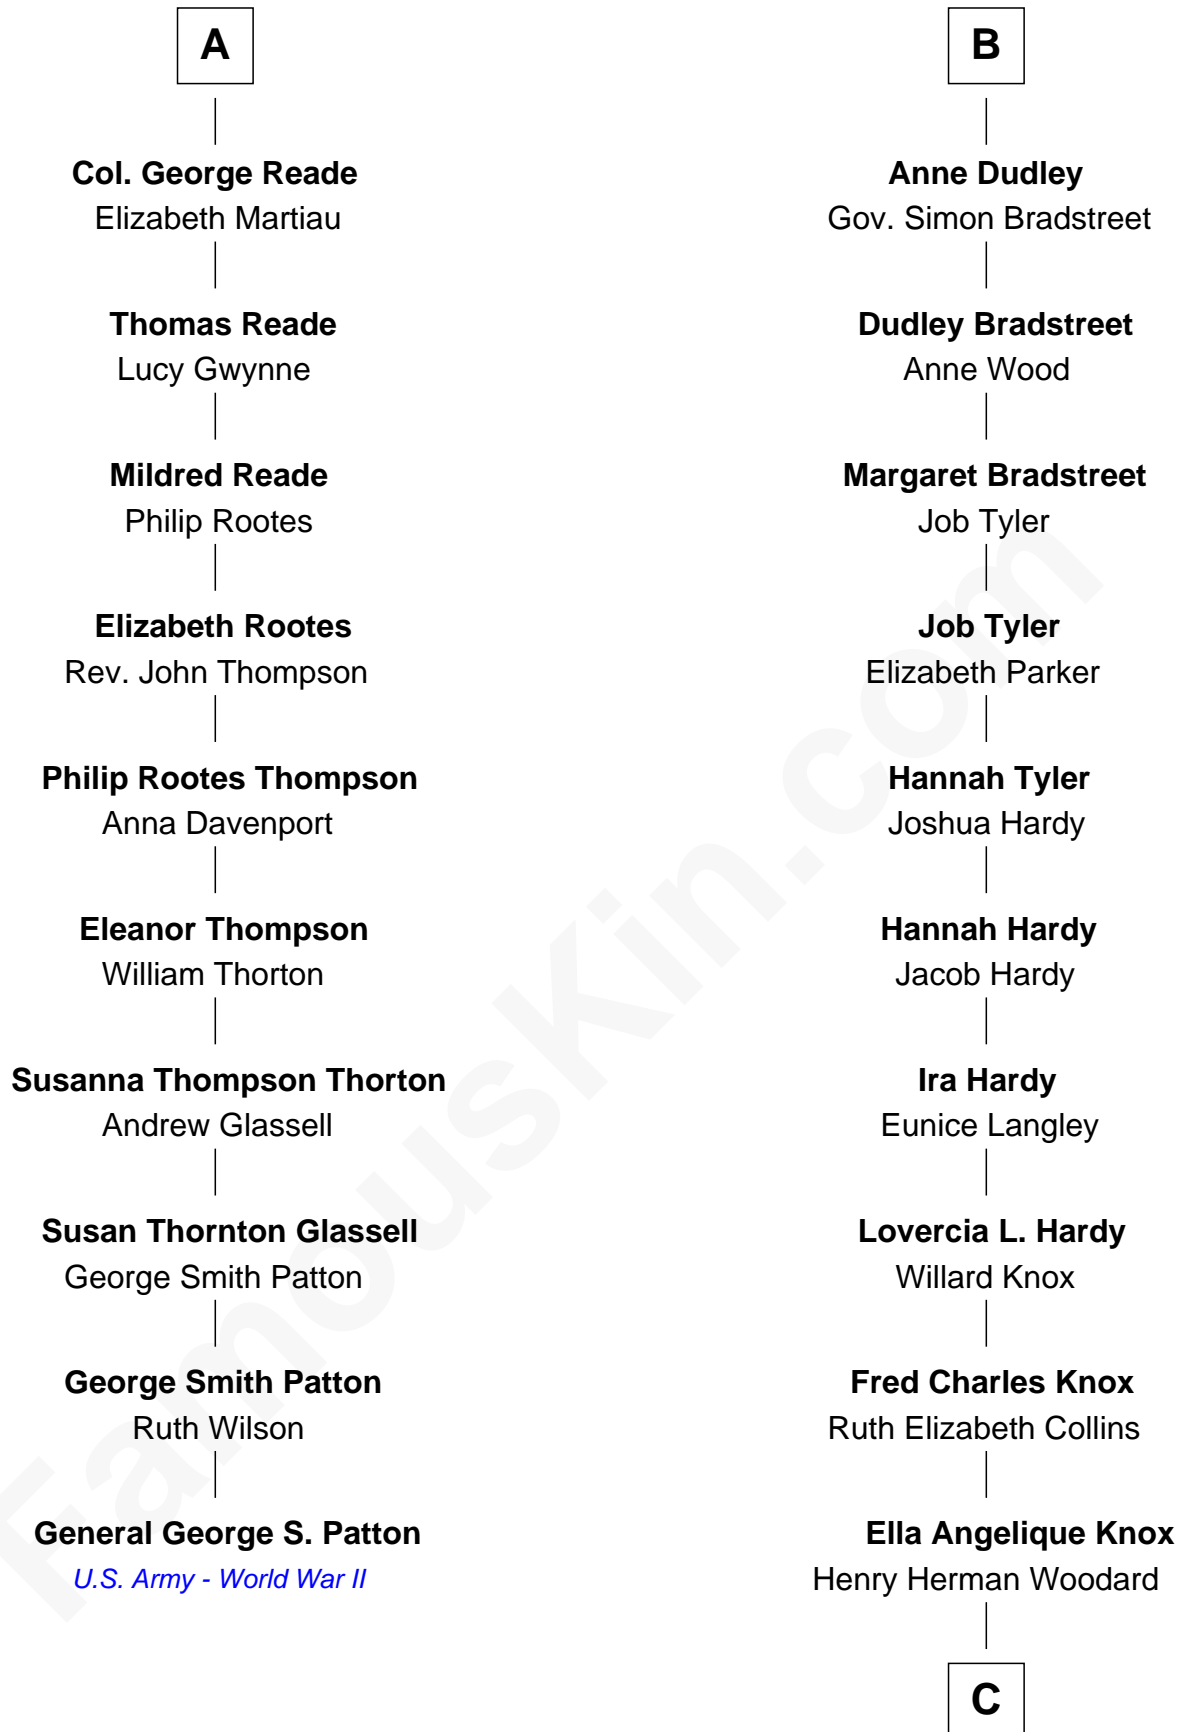 A
Col. George Reade
Elizabeth Martiau
Thomas Reade
Lucy Gwynne
Mildred Reade
Philip Rootes
Elizabeth Rootes
Rev. John Thompson
Philip Rootes Thompson
Anna Davenport
Eleanor Thompson
William Thorton
Susanna Thompson Thorton
Andrew Glassell
Susan Thornton Glassell
George Smith Patton
George Smith Patton
Ruth Wilson
General George S. Patton
U.S. Army - World War II
B
Anne Dudley
Gov. Simon Bradstreet
Dudley Bradstreet
Anne Wood
Margaret Bradstreet
Job Tyler
Job Tyler
Elizabeth Parker
Hannah Tyler
Joshua Hardy
Hannah Hardy
Jacob Hardy
Ira Hardy
Eunice Langley
Lovercia L. Hardy
Willard Knox
Fred Charles Knox
Ruth Elizabeth Collins
Ella Angelique Knox
Henry Herman Woodard
C
FamousKin.com